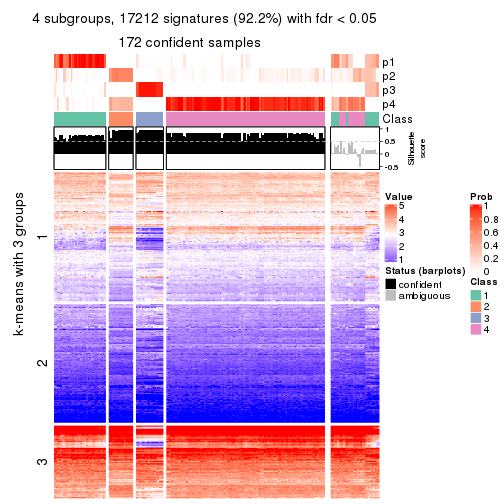 4 subgroups, 17212 signatures (92.2%) with fdr < 0.05
172 confident samples
p1
p2
p3
p4
Class
1
0.5
0
-0.5
Silhouette
score
k-means with 3 groups
1
2
3
Value
5
4
3
2
1
Status (barplots)
confident
ambiguous
Prob
1
0.8
0.6
0.4
0.2
0
Class
1
2
3
4